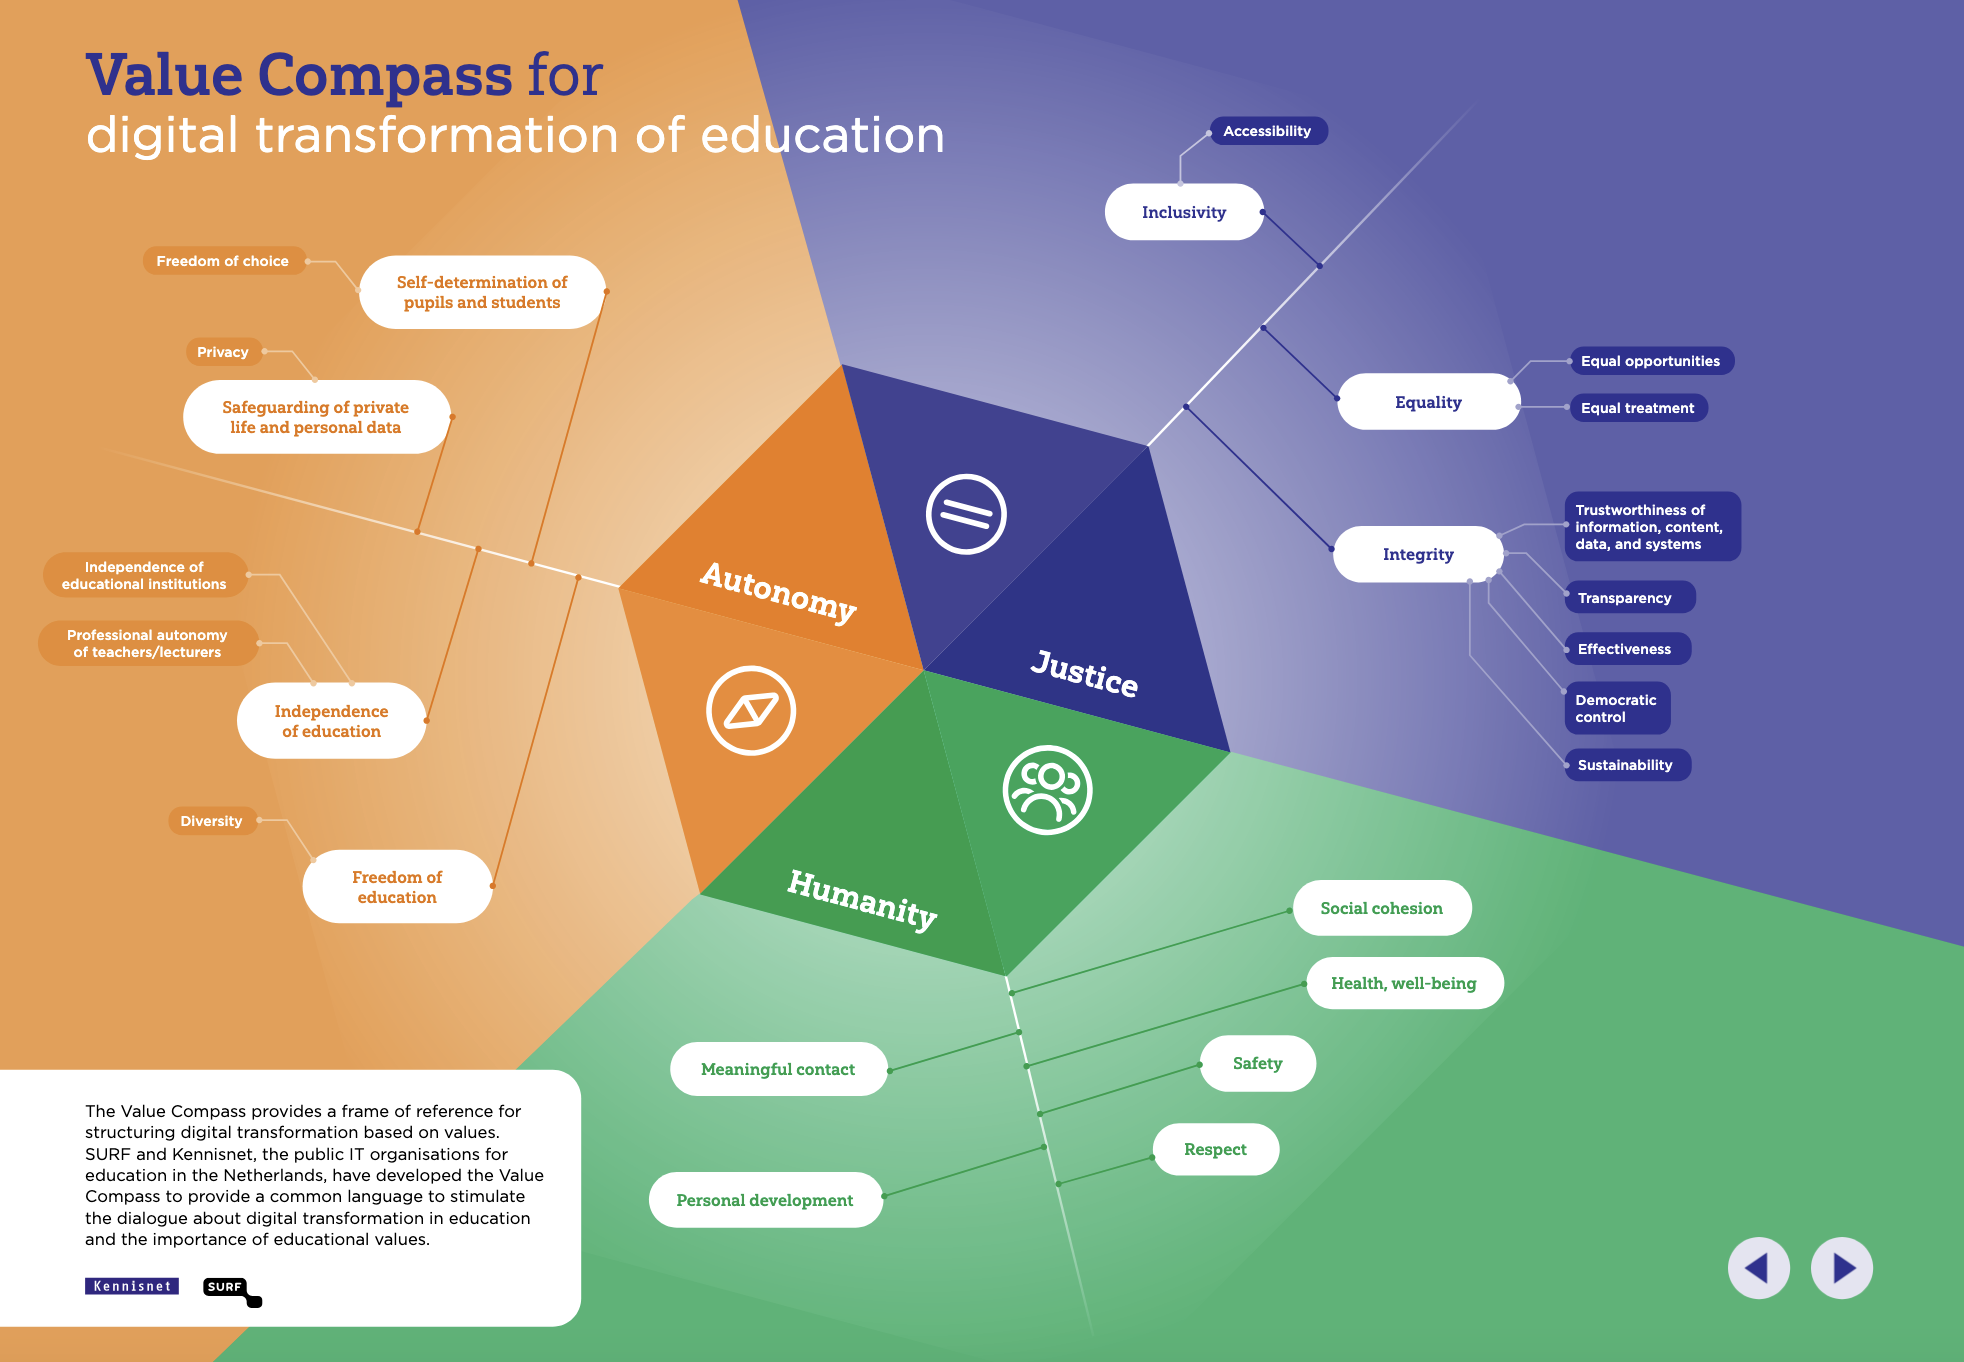 Value Compass for
digital transformation of education
Freedom of choice
Self-determination of
pupils and students
Privacy
Safeguarding of private
life and personal data
Independence of
educational institutions
Professional autonomy
of teachers/lecturers
Independence
of education
Diversity
Freedom of
education
Autonomy
Justice
Humanity
Accessibility
Inclusivity
Equality
Equal opportunities
Equal treatment
Integrity
Trustworthiness of
information, content,
data, and systems
Transparency
Effectiveness
Democratic
control
Sustainability
Social cohesion
Health, well-being
Meaningful contact
Safety
Respect
Personal development
The Value Compass provides a frame of reference for
structuring digital transformation based on values.
SURF and Kennisnet, the public IT organisations for
education in the Netherlands, have developed the Value
Compass to provide a common language to stimulate
the dialogue about digital transformation in education
and the importance of educational values.
Kennisnet
SURF